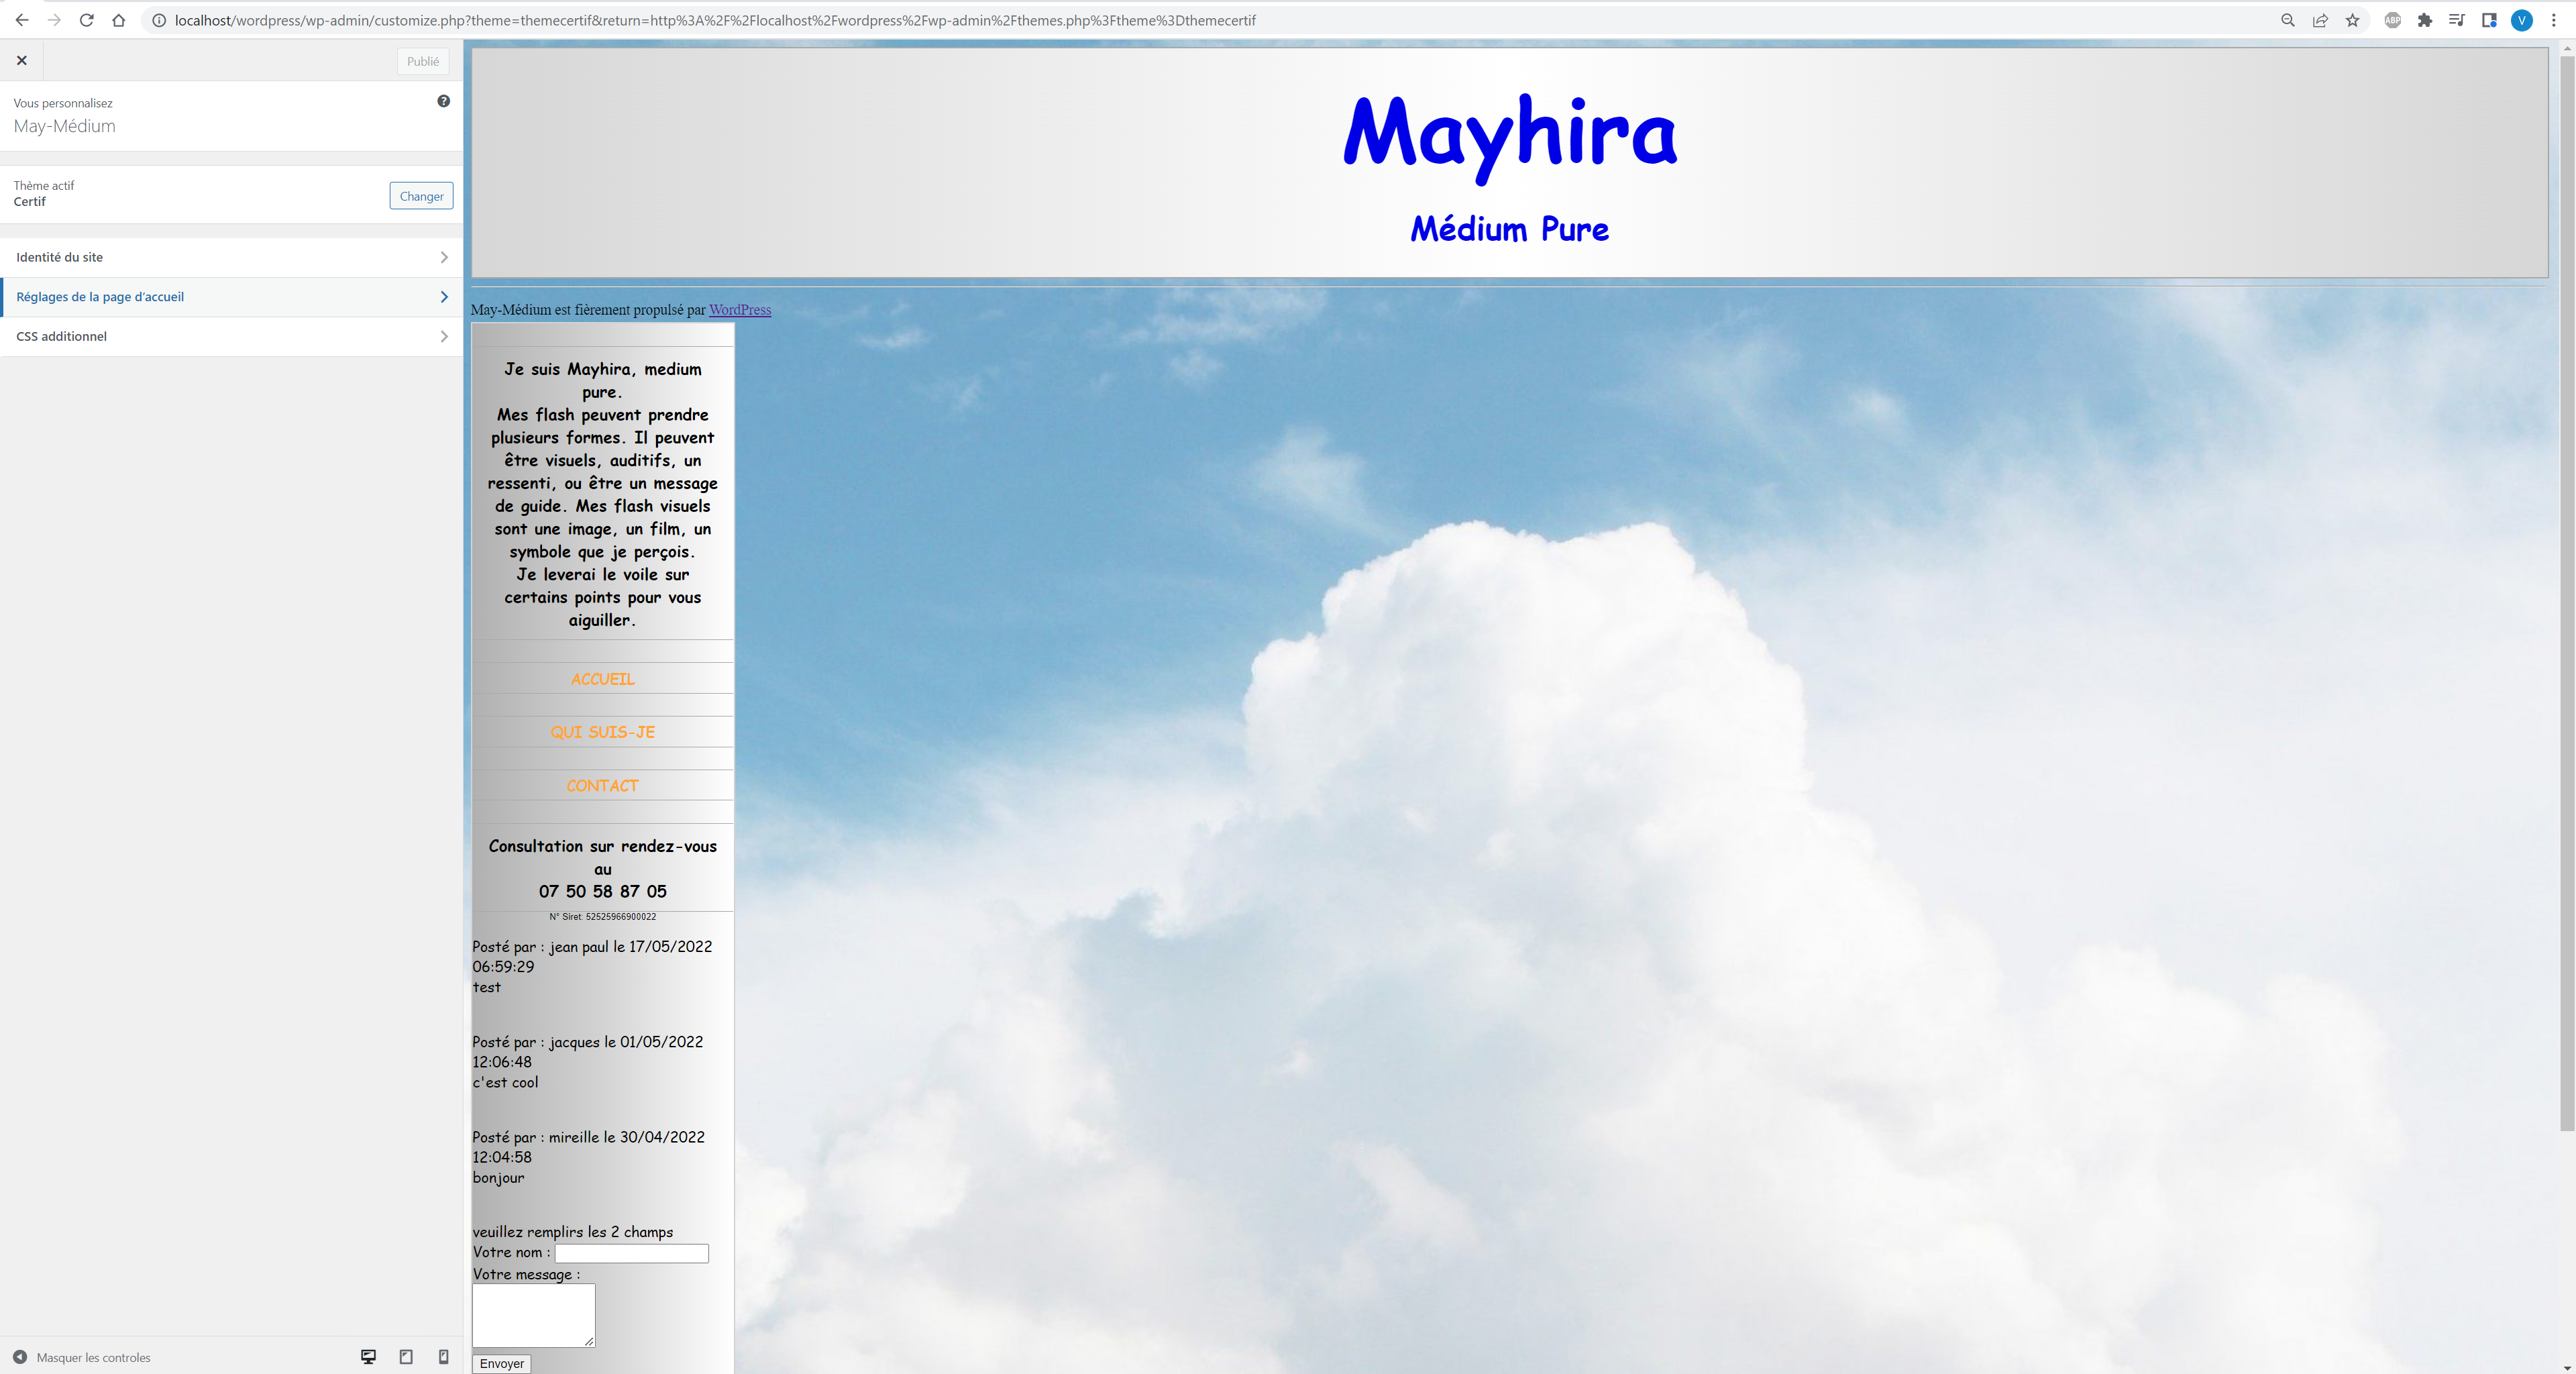 localhost/wordpress/wp-admin/customize.php?theme=themecertif&return=http%3A%2F%2Flocalhost%2Fwordpress%2Fwp-admin%2Fthemes.php%3Ftheme%3Dthemecertif
ABP
V
Publié
Vous personnalisez
May-Médium
Thème actif
Certif
Changer
Identité du site
Réglages de la page d’accueil
CSS additionnel
Masquer les controles
Mayhira
Médium Pure
May-Médium est fièrement propulsé par WordPress
Je suis Mayhira, medium
pure.
Mes flash peuvent prendre
plusieurs formes. Il peuvent
être visuels, auditifs, un
ressenti, ou être un message
de guide. Mes flash visuels
sont une image, un film, un
symbole que je perçois.
Je leverai le voile sur
certains points pour vous
aiguiller.
ACCUEIL
QUI SUIS-JE
CONTACT
Consultation sur rendez-vous
au
07 50 58 87 05
N° Siret: 52525966900022
Posté par : jean paul le 17/05/2022
06:59:29
test
Posté par : jacques le 01/05/2022
12:06:48
c'est cool
Posté par : mireille le 30/04/2022
12:04:58
bonjour
veuillez remplirs les 2 champs
Votre nom :
Votre message :
Envoyer